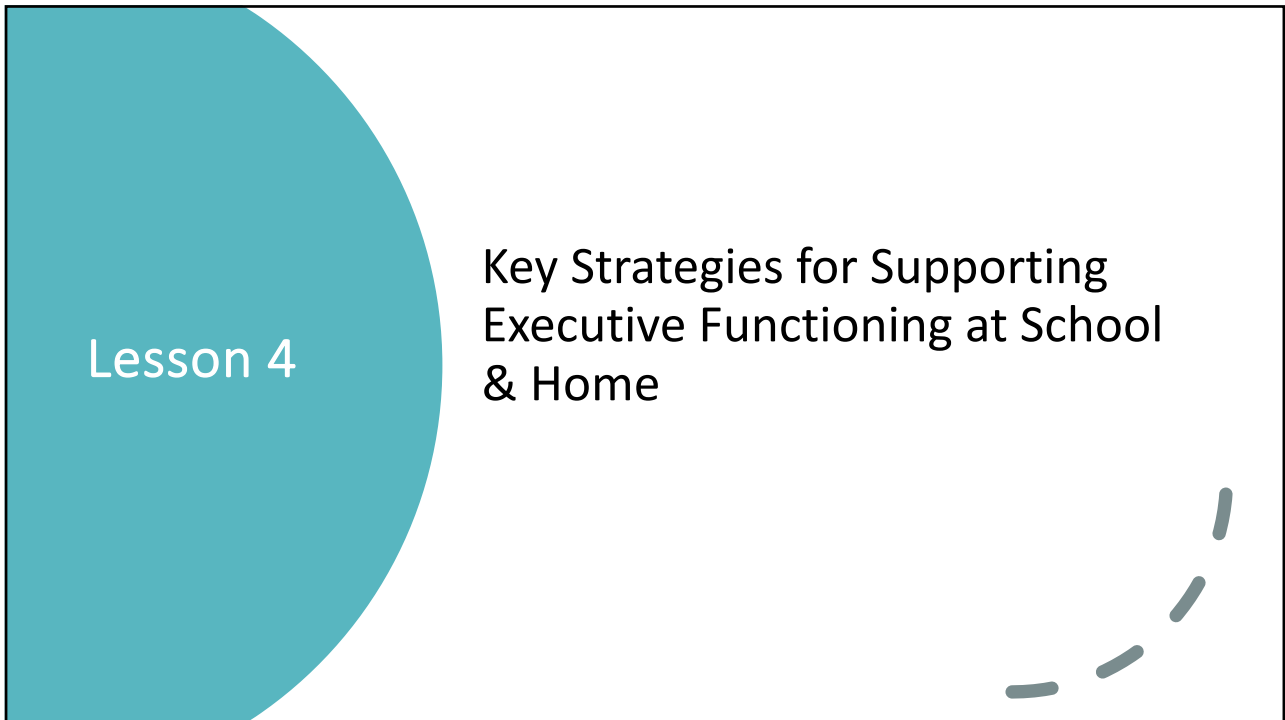 Lesson 4
Key Strategies for Supporting
Executive Functioning at School
& Home